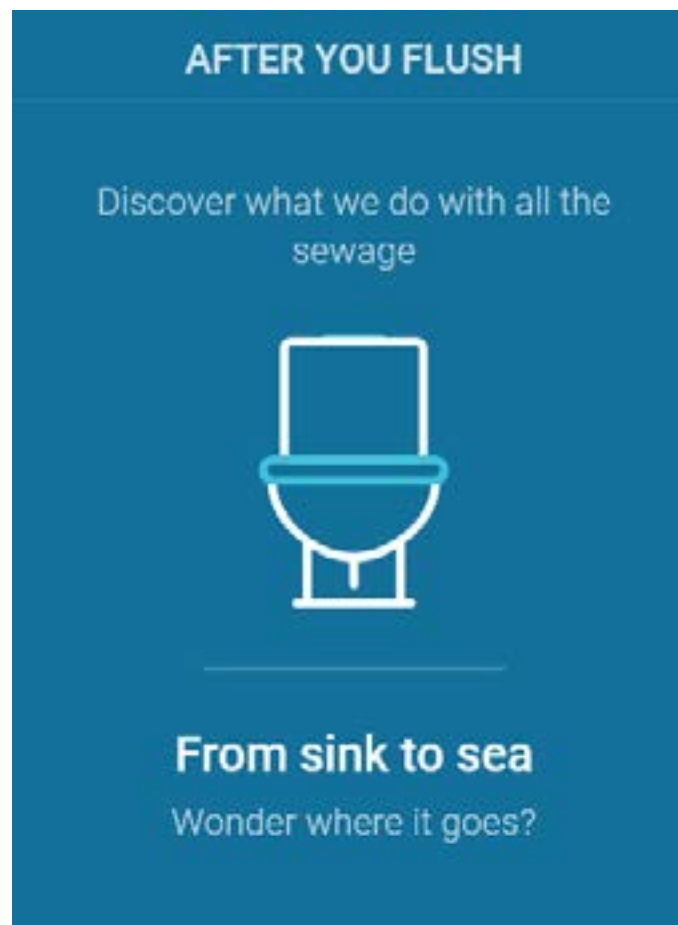 AFTER YOU FLUSH
Discover what we do with all the
sewage
From sink to sea
Wonder where it goes?